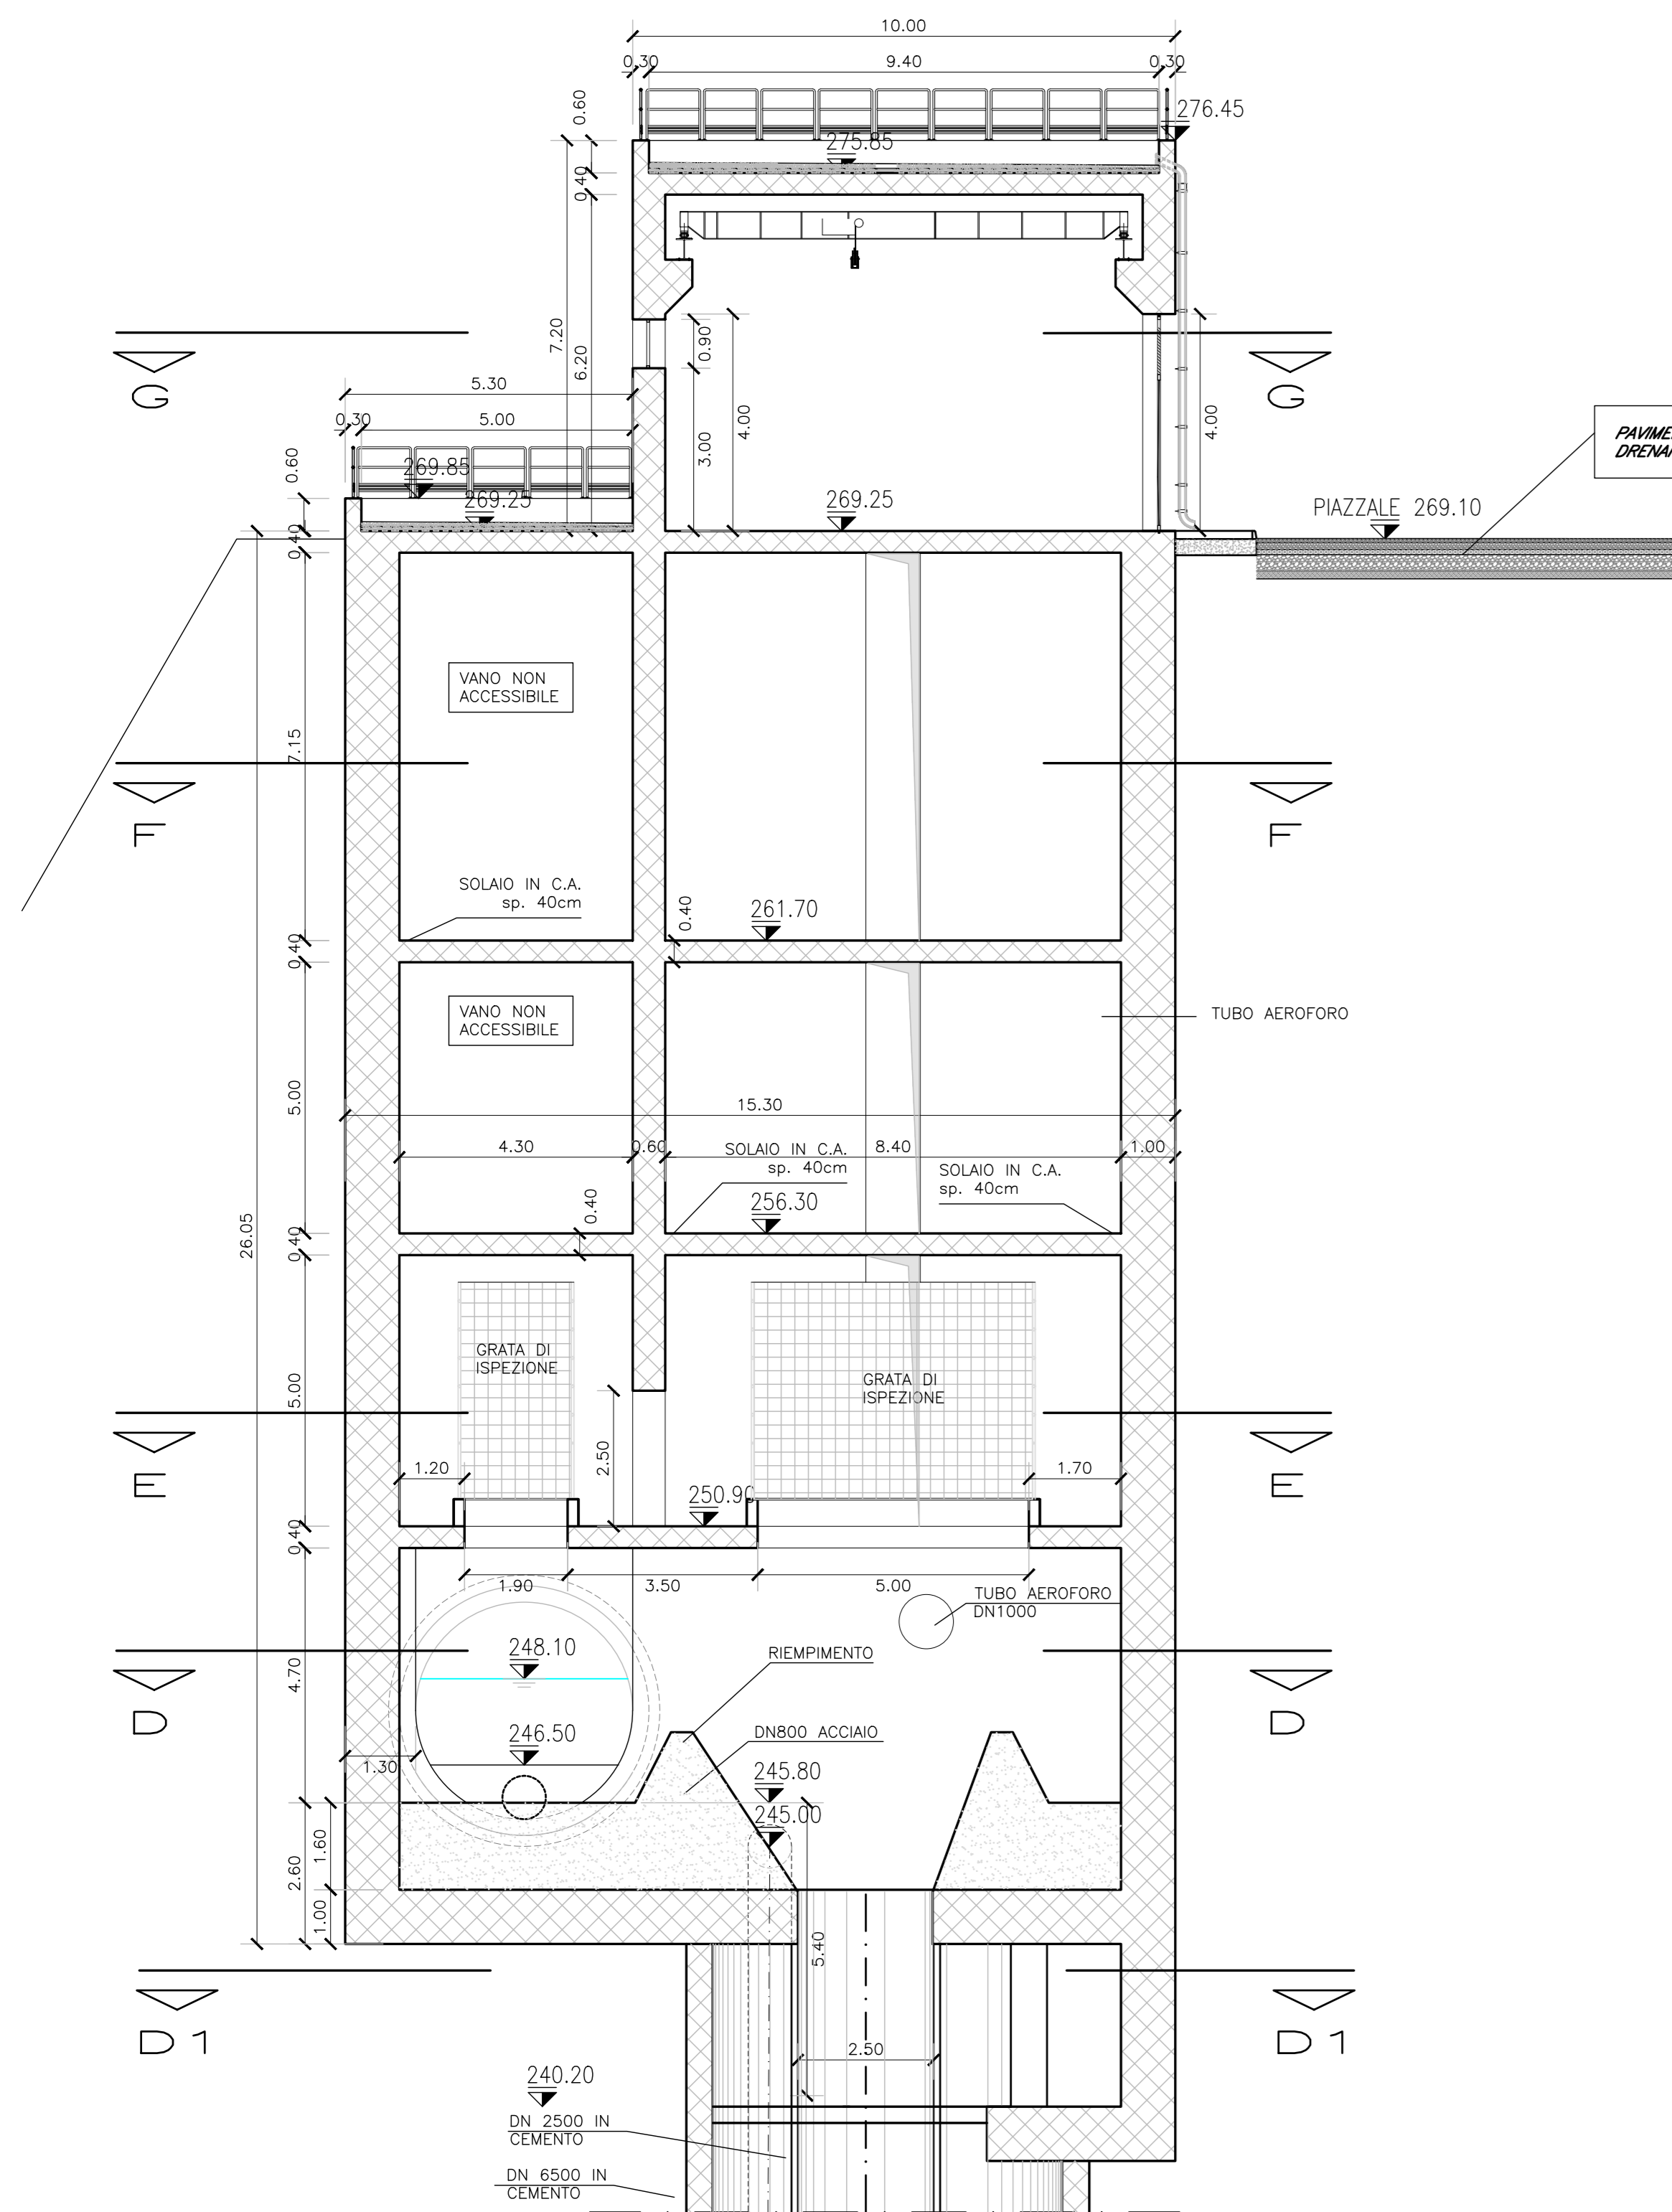 10.00
0.30
9.40
0.30
0.60
276.45
275.85
0.40
7.20
6.20
0.90
4.00
3.00
4.00
G
G
5.30
0.30
5.00
0.60
269.85
269.25
269.25
PIAZZALE 269.10
0.40
VANO NON
ACCESSIBILE
7.15
F
F
SOLAIO IN C.A.
sp. 40cm
0.40
261.70
0.40
VANO NON
ACCESSIBILE
TUBO AEROFORO
5.00
15.30
4.30
0.60
8.40
1.00
SOLAIO IN C.A.
sp. 40cm
SOLAIO IN C.A.
sp. 40cm
0.40
256.30
26.05
0.40
GRATA DI
ISPEZIONE
GRATA DI
ISPEZIONE
5.00
2.50
1.20
1.70
E
E
250.90
0.40
1.90
3.50
5.00
TUBO AEROFORO
DN1000
248.10
RIEMPIMENTO
4.70
D
D
246.50
DN800 ACCIAIO
1.30
245.80
245.00
1.60
2.60
1.00
5.40
D1
D1
2.50
240.20
DN 2500 IN
CEMENTO
DN 6500 IN
CEMENTO